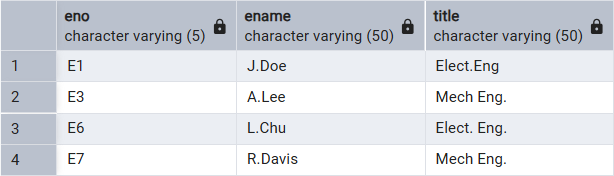 eno ename title
character varying (5) character varying (50) character varying (50)
1 E1 J.Doe Elect.Eng
2 E3 A.Lee Mech Eng.
3 E6 L.Chu Elect. Eng.
4 E7 R.Davis Mech Eng.